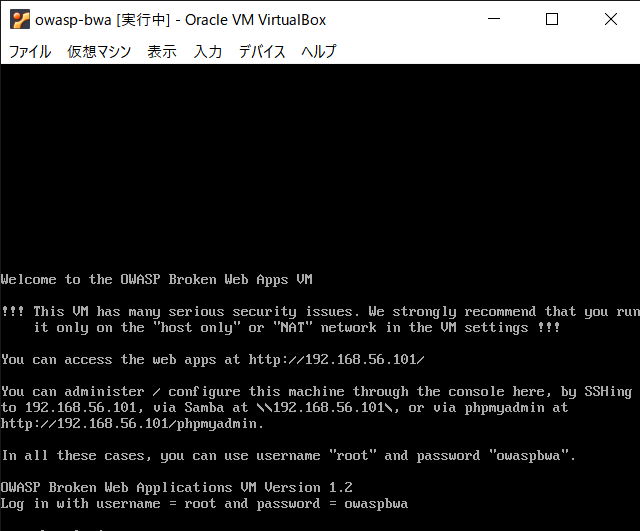 owasp-bwa [実行中] - Oracle VM VirtualBox
ファイル 仮想マシン 表示 入力 デバイス ヘルプ
Welcome to the OWASP Broken Web Apps VM
!!! This VM has many serious security issues. We strongly recommend that you run
it only on the "host only" or "NAT" network in the VM settings !!!
You can access the web apps at http://192.168.56.101/
You can administer / configure this machine through the console here, by SSHing
to 192.168.56.101, via Samba at \\192.168.56.101\, or via phpmyadmin at
http://192.168.56.101/phpmyadmin.
In all these cases, you can use username "root" and password "owaspbwa".
OWASP Broken Web Applications VM Version 1.2
Log in with username = root and password = owaspbwa